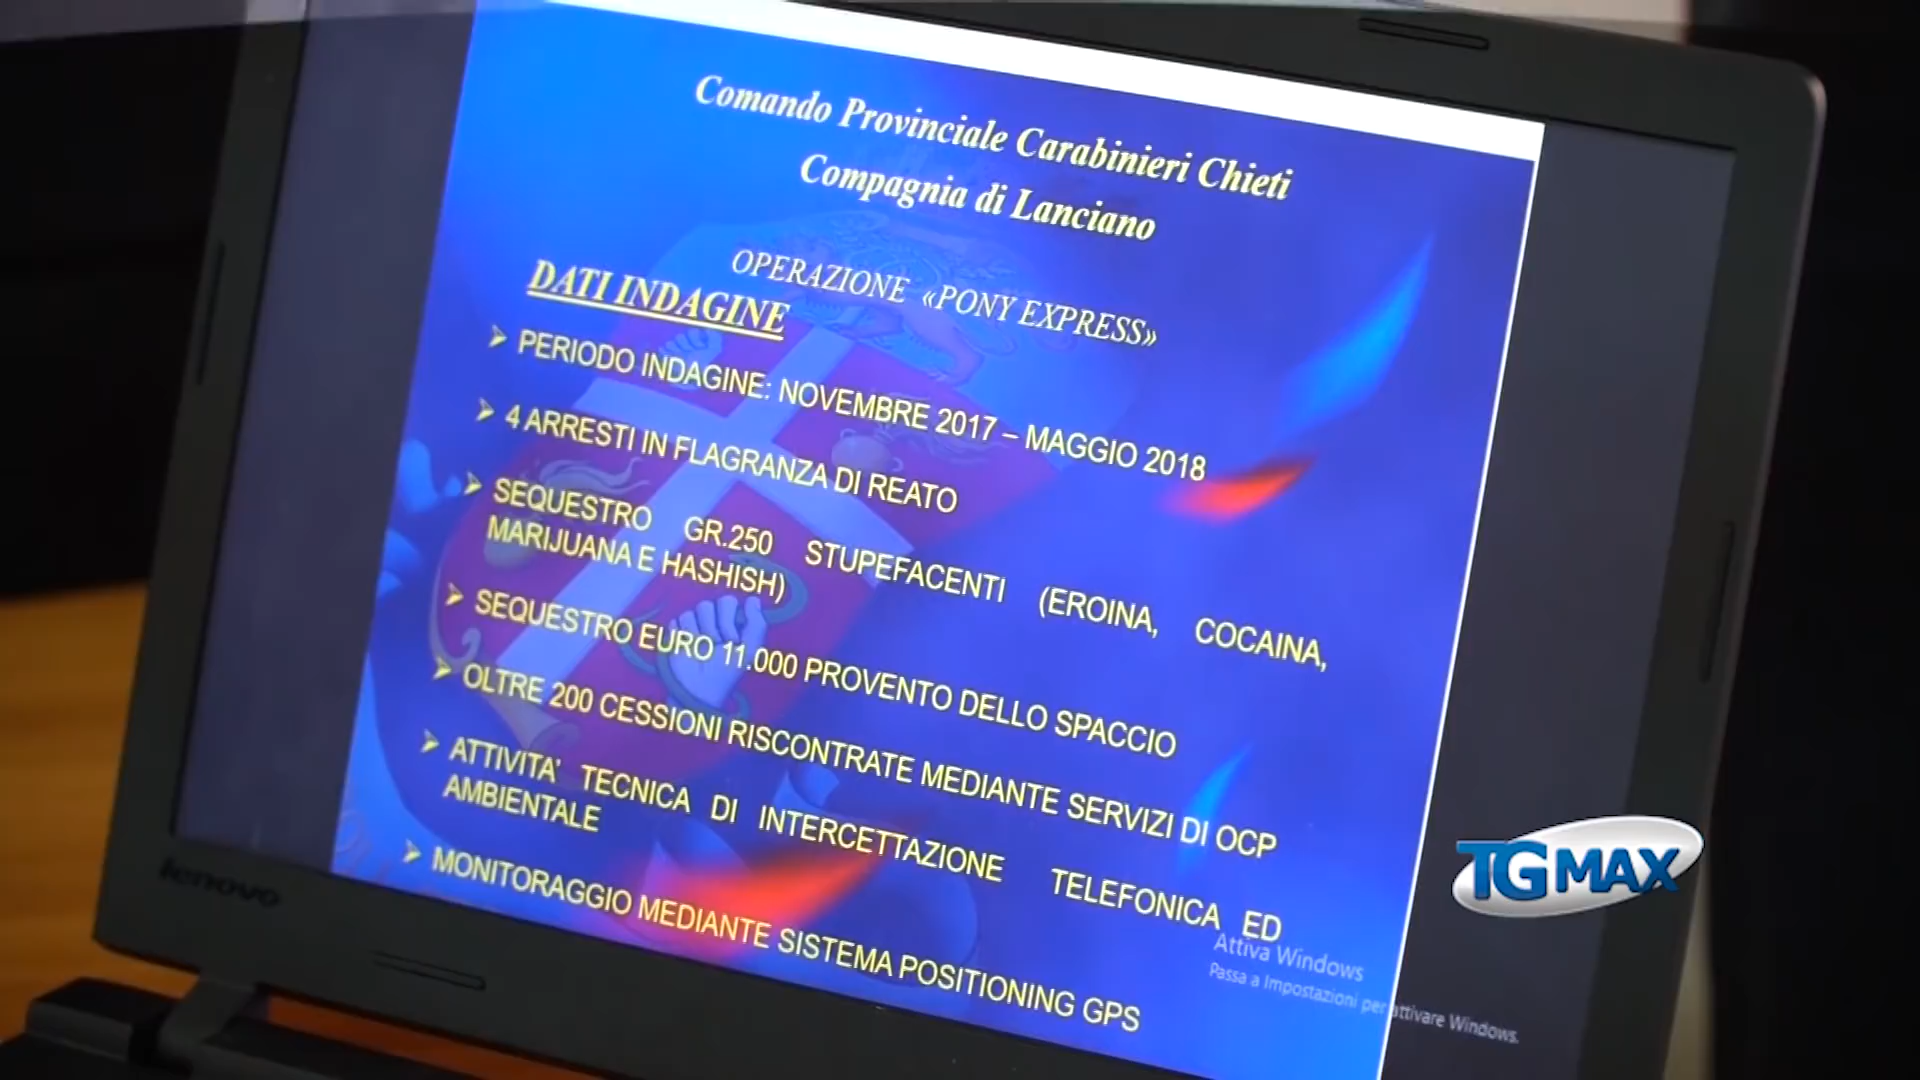 Comando Provinciale Carabinieri Chieti
Compagnia di Lanciano
OPERAZIONE «PONY EXPRESS»
DATI INDAGINE
PERIODO INDAGINE: NOVEMBRE 2017 – MAGGIO 2018
4 ARRESTI IN FLAGRANZA DI REATO
SEQUESTRO GR.250 STUPEFACENTI (EROINA, COCAINA,
MARIJUANA E HASHISH)
SEQUESTRO EURO 11.000 PROVENTO DELLO SPACCIO
OLTRE 200 CESSIONI RISCONTRATE MEDIANTE SERVIZI DI OCP
ATTIVITA' TECNICA DI INTERCETTAZIONE TELEFONICA ED
AMBIENTALE
MONITORAGGIO MEDIANTE SISTEMA POSITIONING GPS
Attiva Windows
Passa a Impostazioni per attivare Windows.
lenovo
TGMAX